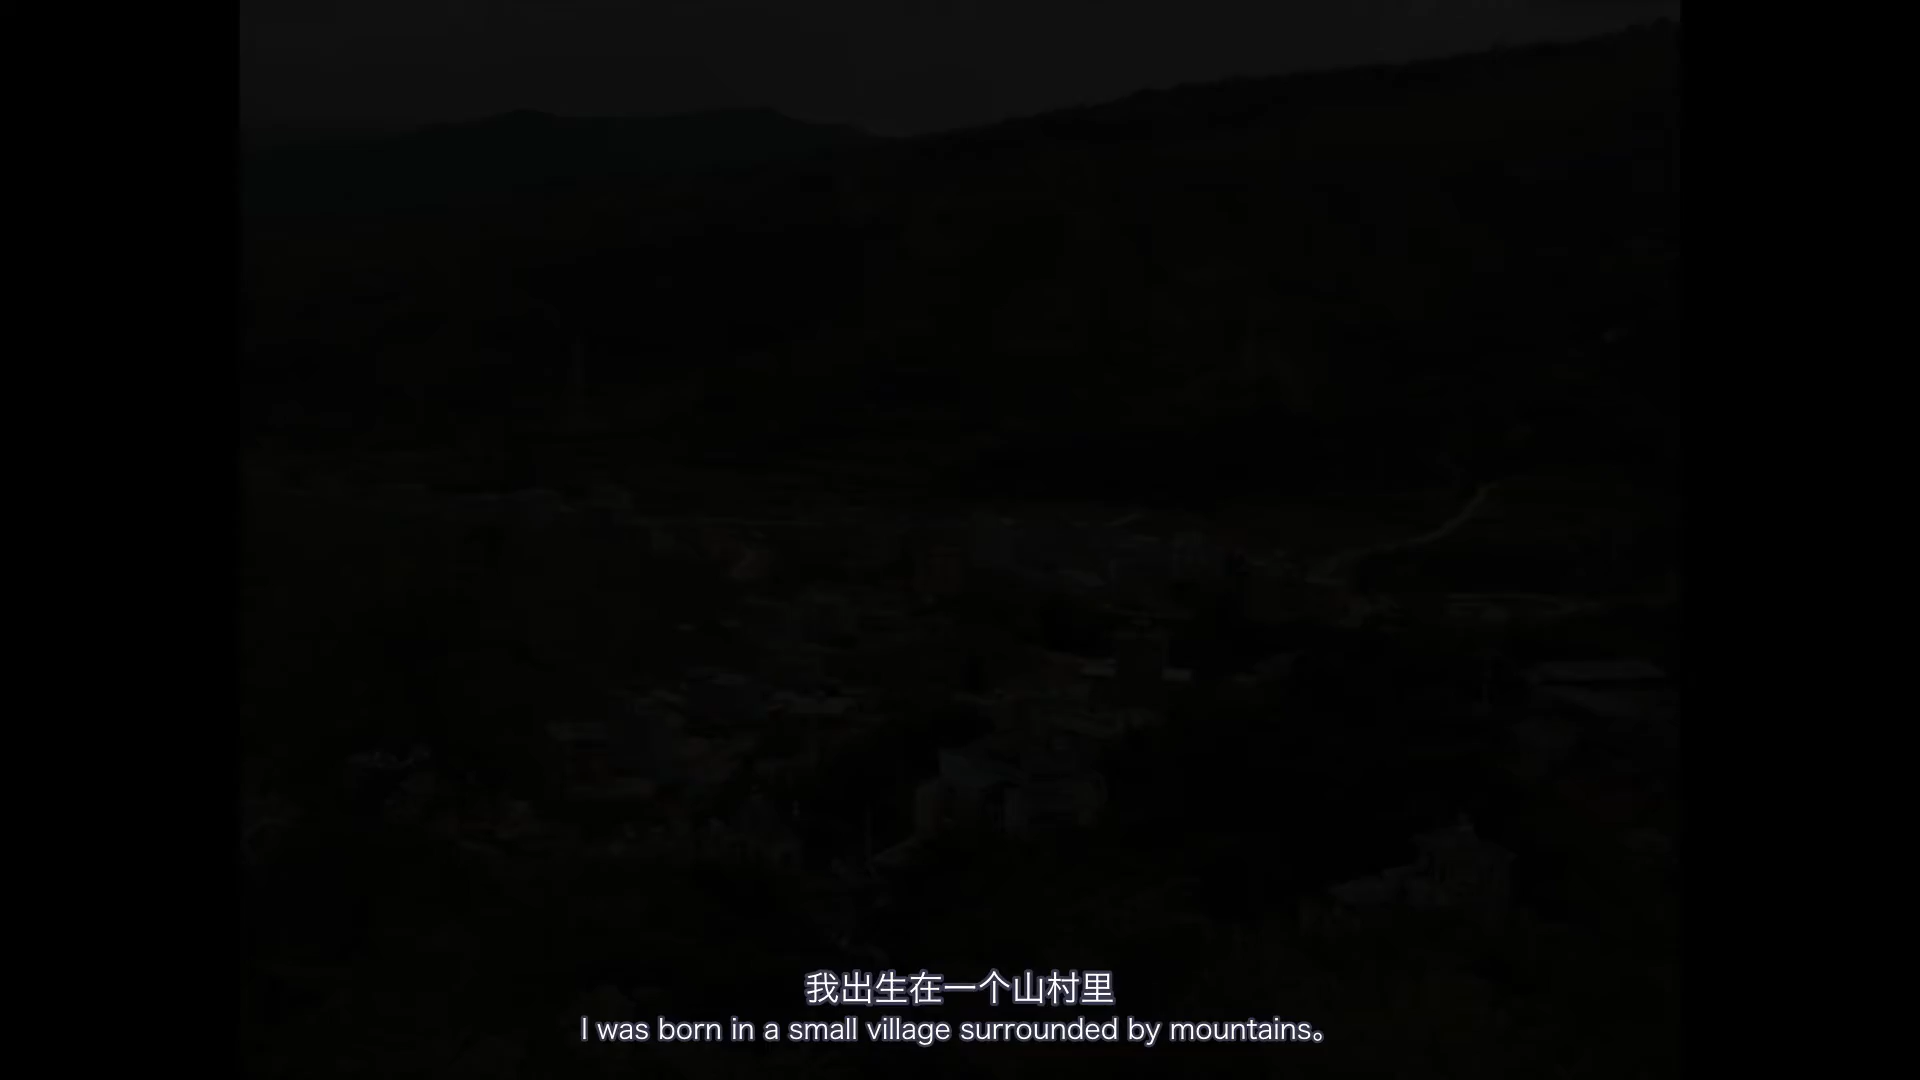 我出生在一个山村里
I was born in a small village surrounded by mountains。